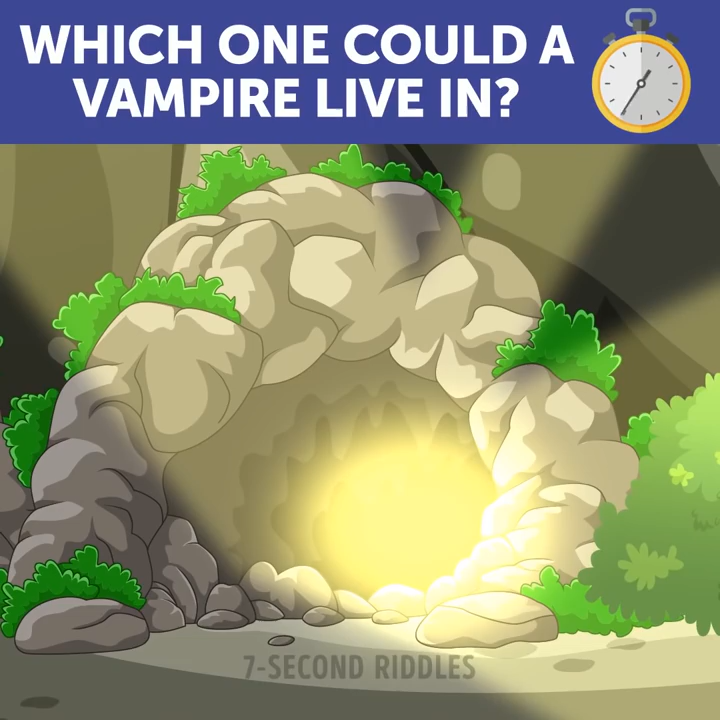 WHICH ONE COULD A
VAMPIRE LIVE IN?
7-SECOND RIDDLES